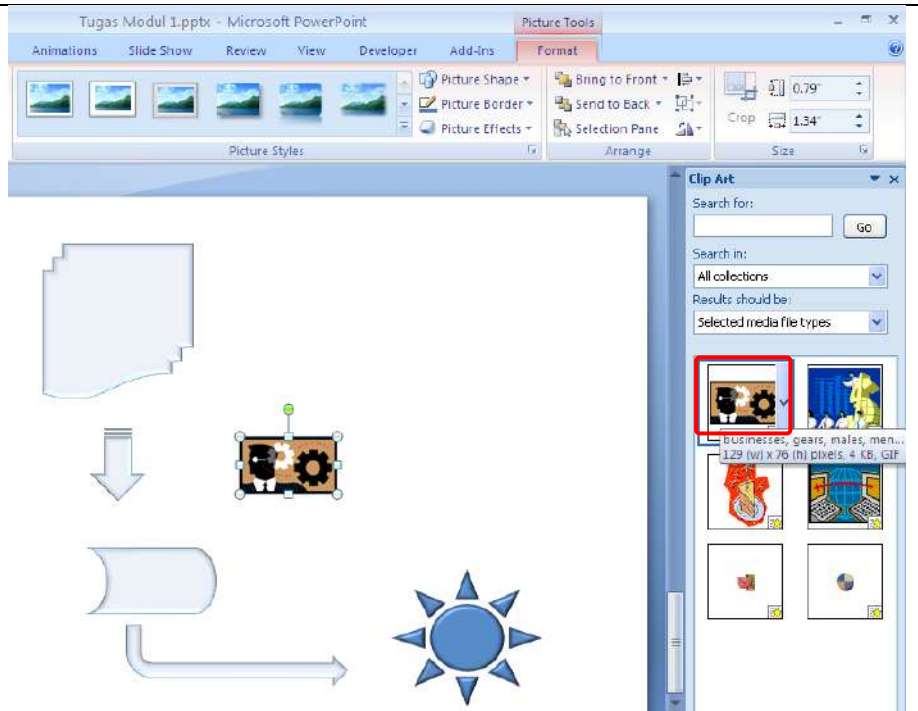 Tugas Modul 1.pptx - Microsoft PowerPoint
Picture Tools
Animations Slide Show Review View Developer Add-Ins Format
Picture Shape
Picture Border
Picture Effects
Bring to Front
Send to Back
Selection Pane
Crop
0.79"
1.34"
Picture Styles
Arrange
Size
Clip Art
Search for:
Go
Search in:
All collections
Results should be:
Selected media file types
businesses, gears, males, men...
129 (w) x 76 (h) pixels, 4 KB, GIF